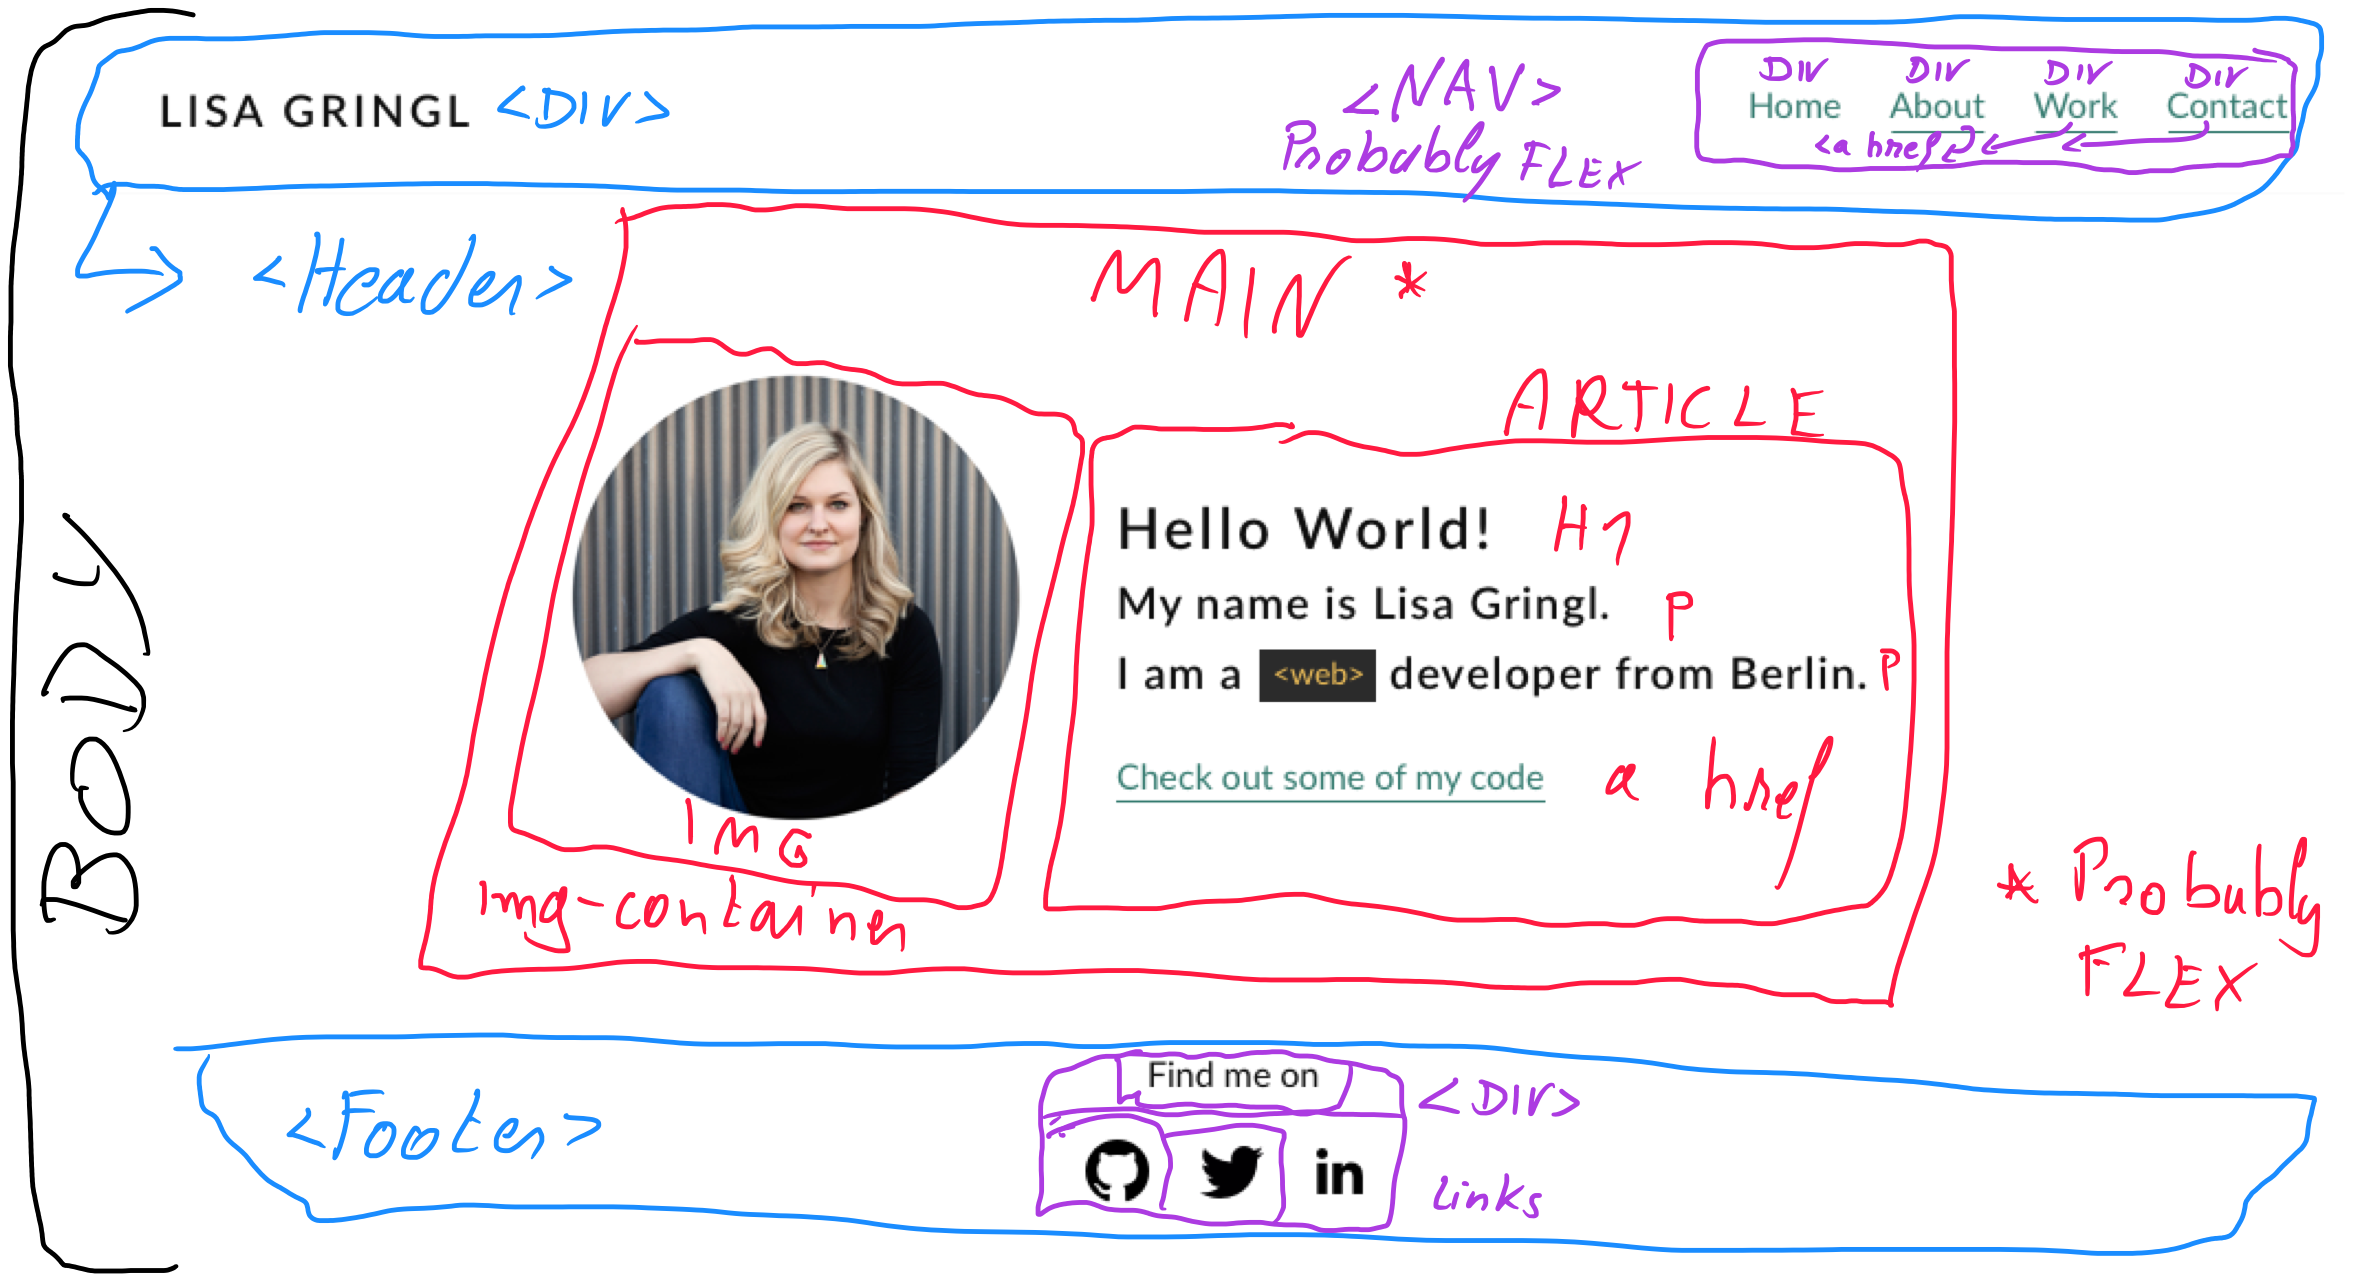 LISA GRINGL <DIV>
<NAV>
Probably FLEX
DIV DIV DIV DIV
Home About Work Contact
<a href
<Header>
MAIN *
ARTICLE
Hello World! H1
My name is Lisa Gringl. P
I am a <web> developer from Berlin. P
Check out some of my code a href
IMG
img-container
* Probably
FLEX
BODY
<Footer>
Find me on <DIV>
in Links